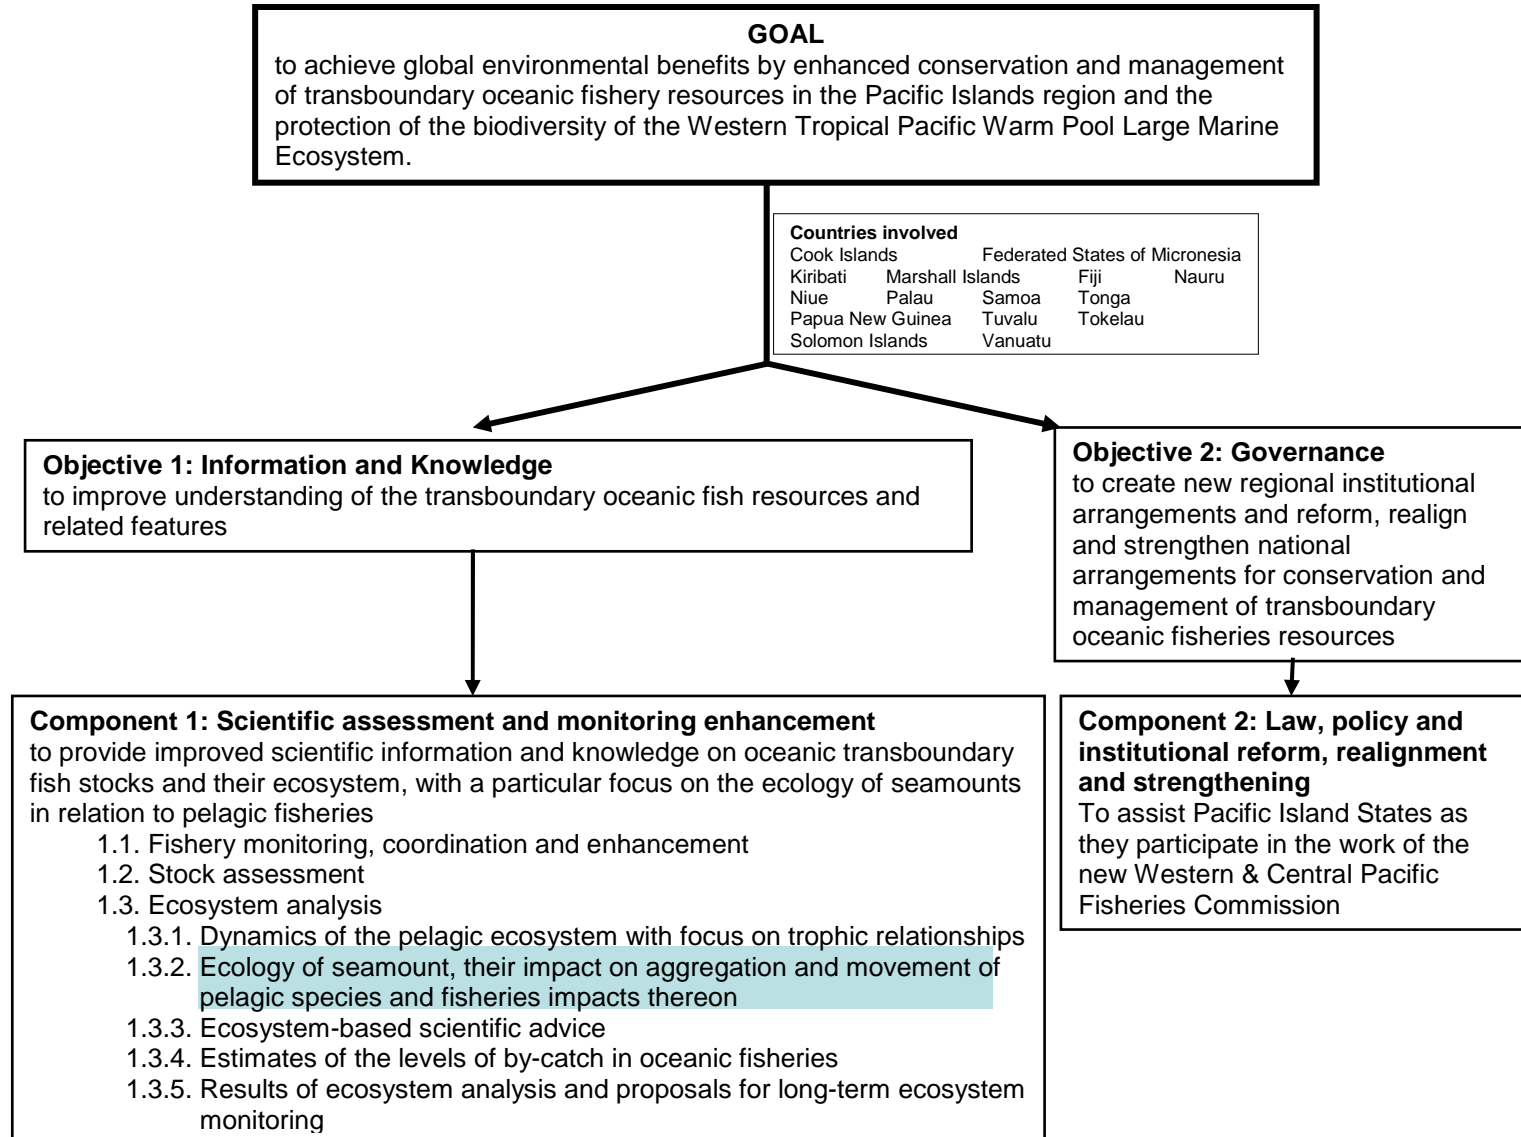 GOAL
to achieve global environmental benefits by enhanced conservation and management
of transboundary oceanic fishery resources in the Pacific Islands region and the
protection of the biodiversity of the Western Tropical Pacific Warm Pool Large Marine
Ecosystem.
Countries involved
Cook Islands Federated States of Micronesia
Kiribati Marshall Islands Fiji Nauru
Niue Palau Samoa Tonga
Papua New Guinea Tuvalu Tokelau
Solomon Islands Vanuatu
Objective 1: Information and Knowledge
to improve understanding of the transboundary oceanic fish resources and
related features
Objective 2: Governance
to create new regional institutional
arrangements and reform, realign
and strengthen national
arrangements for conservation and
management of transboundary
oceanic fisheries resources
Component 1: Scientific assessment and monitoring enhancement
to provide improved scientific information and knowledge on oceanic transboundary
fish stocks and their ecosystem, with a particular focus on the ecology of seamounts
in relation to pelagic fisheries
1.1. Fishery monitoring, coordination and enhancement
1.2. Stock assessment
1.3. Ecosystem analysis
1.3.1. Dynamics of the pelagic ecosystem with focus on trophic relationships
1.3.2. Ecology of seamount, their impact on aggregation and movement of
pelagic species and fisheries impacts thereon
1.3.3. Ecosystem-based scientific advice
1.3.4. Estimates of the levels of by-catch in oceanic fisheries
1.3.5. Results of ecosystem analysis and proposals for long-term ecosystem
monitoring
Component 2: Law, policy and
institutional reform, realignment
and strengthening
To assist Pacific Island States as
they participate in the work of the
new Western & Central Pacific
Fisheries Commission